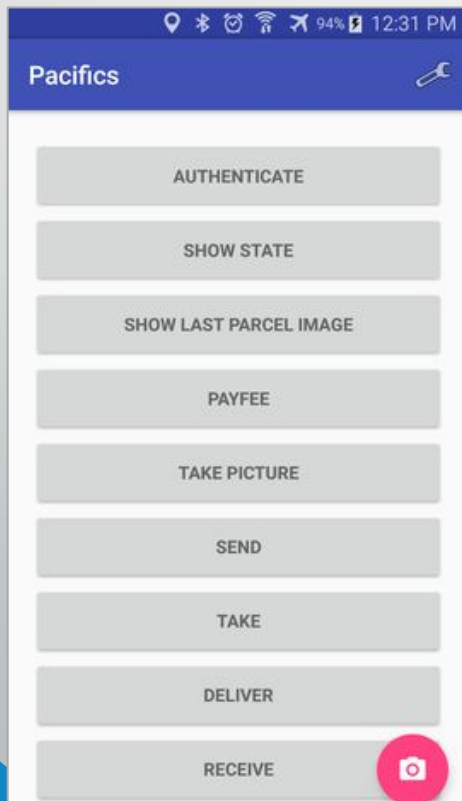 94% 12:31 PM
Pacifics
AUTHENTICATE
SHOW STATE
SHOW LAST PARCEL IMAGE
PAYFEE
TAKE PICTURE
SEND
TAKE
DELIVER
RECEIVE